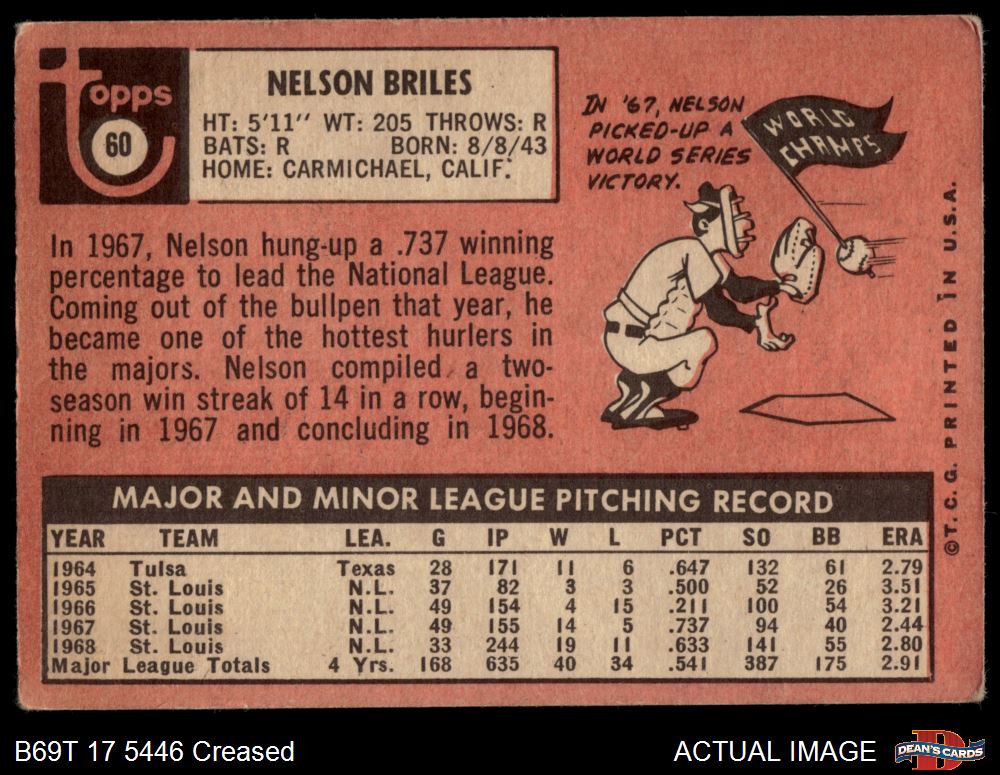 Topps
60
NELSON BRILES
HT: 5'11" WT: 205 THROWS: R
BATS: R BORN: 8/8/43
HOME: CARMICHAEL, CALIF.
IN '67, NELSON
PICKED-UP A
WORLD SERIES
VICTORY.
WORLD
CHAMPS
In 1967, Nelson hung-up a .737 winning
percentage to lead the National League.
Coming out of the bullpen that year, he
became one of the hottest hurlers in
the majors. Nelson compiled a two-
season win streak of 14 in a row, begin-
ning in 1967 and concluding in 1968.
©T.C.G. PRINTED IN U.S.A.
MAJOR AND MINOR LEAGUE PITCHING RECORD
YEAR TEAM LEA. G IP W L PCT SO BB ERA
1964 Tulsa Texas 28 171 11 6 .647 132 61 2.79
1965 St. Louis N.L. 37 82 3 3 .500 52 26 3.51
1966 St. Louis N.L. 49 154 4 15 .211 100 54 3.21
1967 St. Louis N.L. 49 155 14 5 .737 94 40 2.44
1968 St. Louis N.L. 33 244 19 11 .633 141 55 2.80
Major League Totals 4 Yrs. 168 635 40 34 .541 387 175 2.91
B69T 17 5446 Creased
ACTUAL IMAGE
DEAN'S CARDS